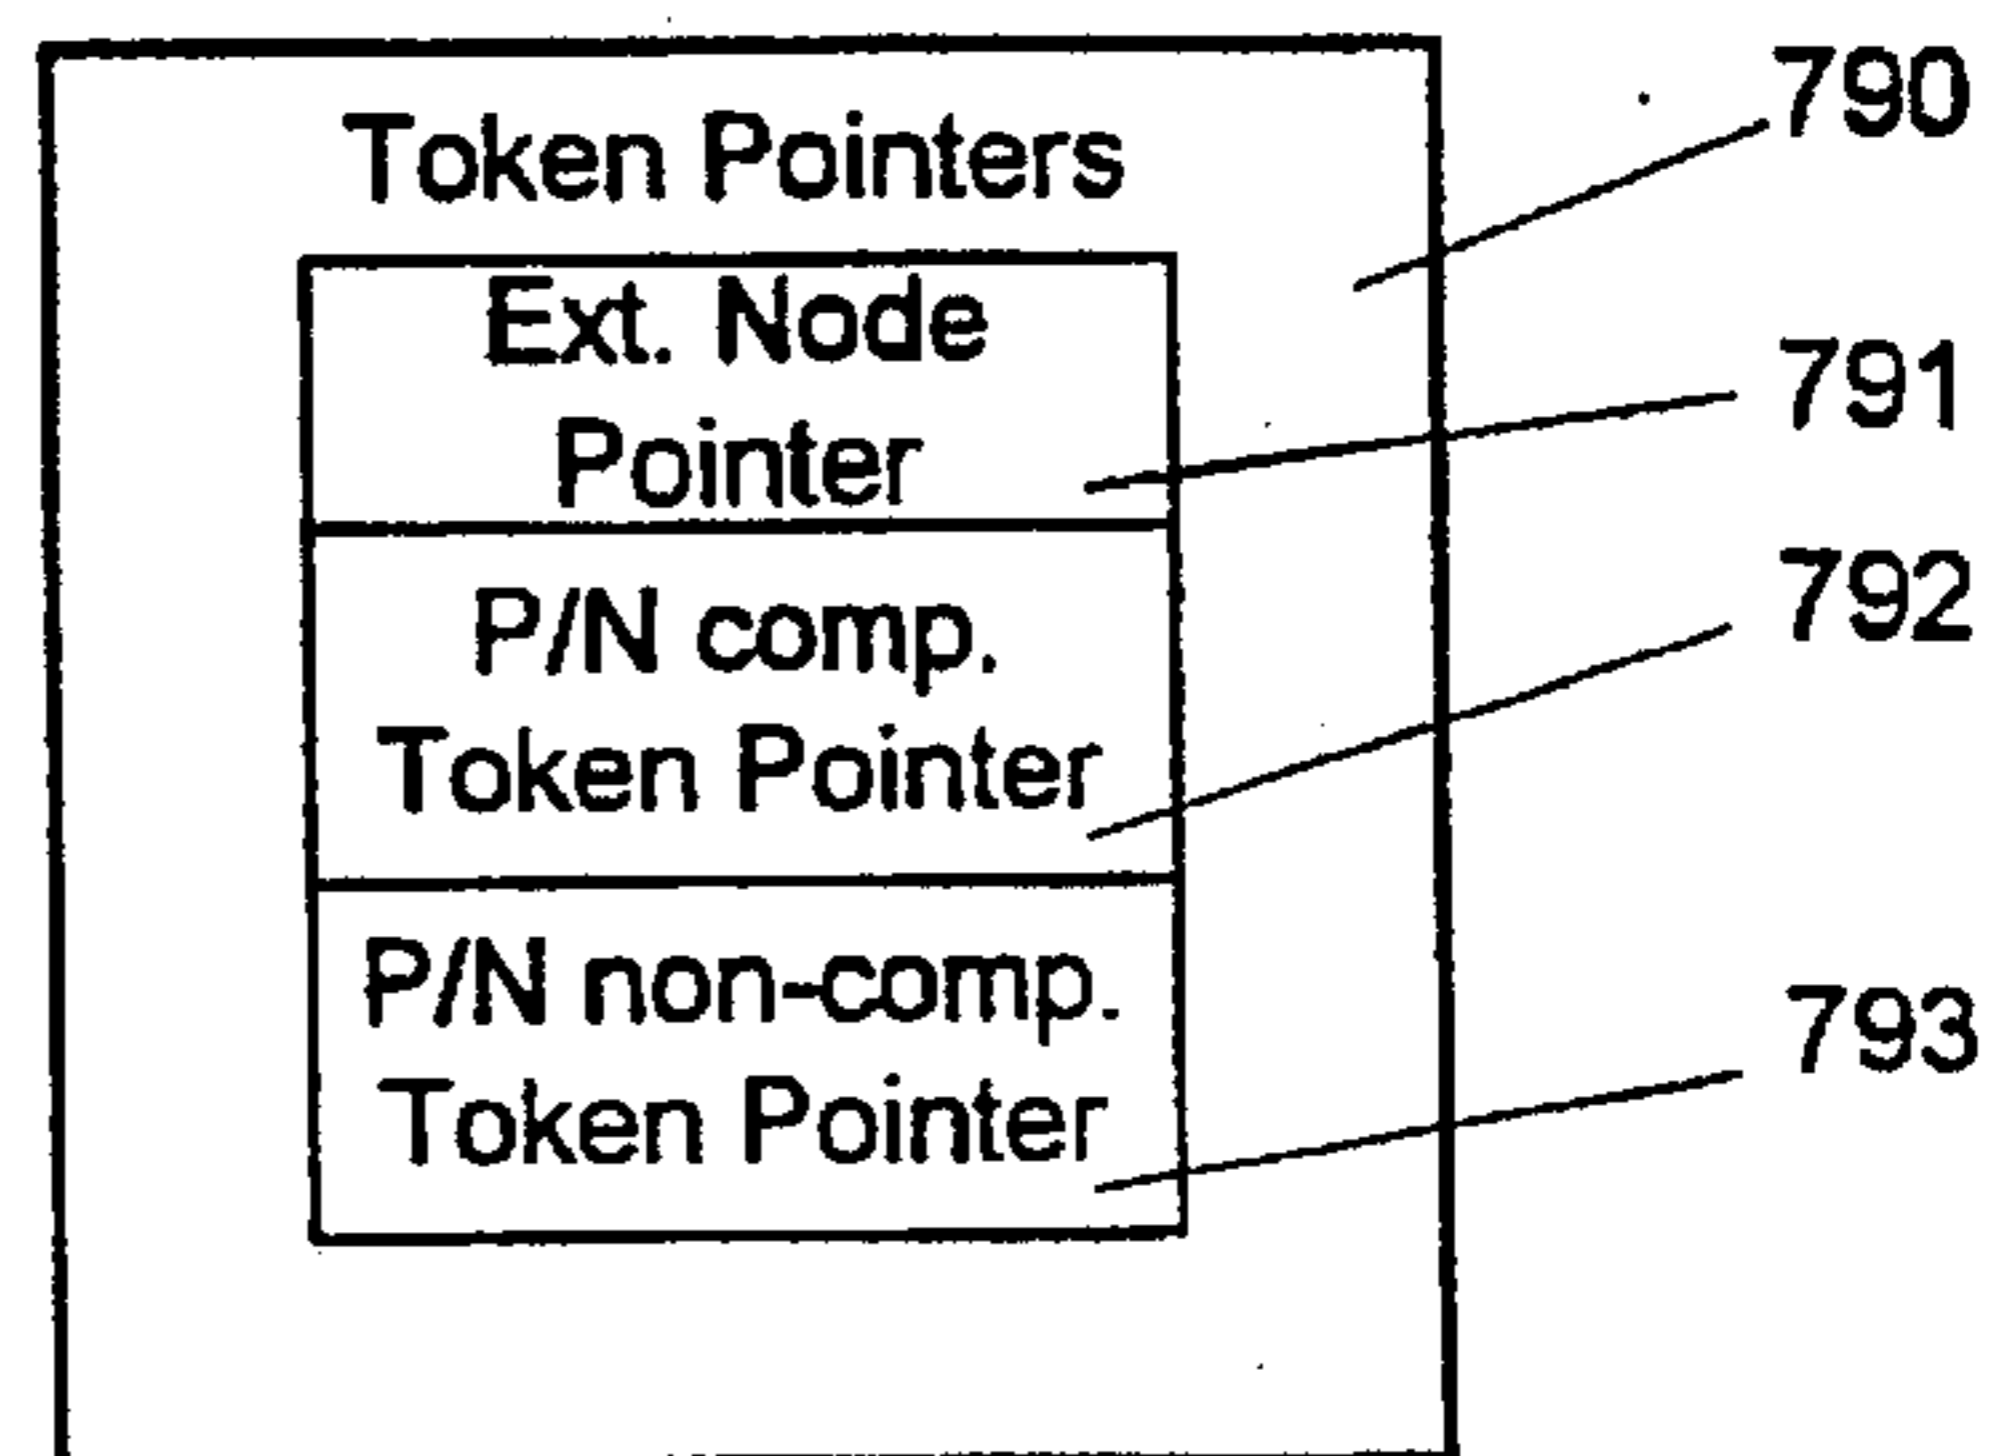 Token Pointers
790
Ext. Node
Pointer
791
P/N comp.
Token Pointer
792
P/N non-comp.
Token Pointer
793